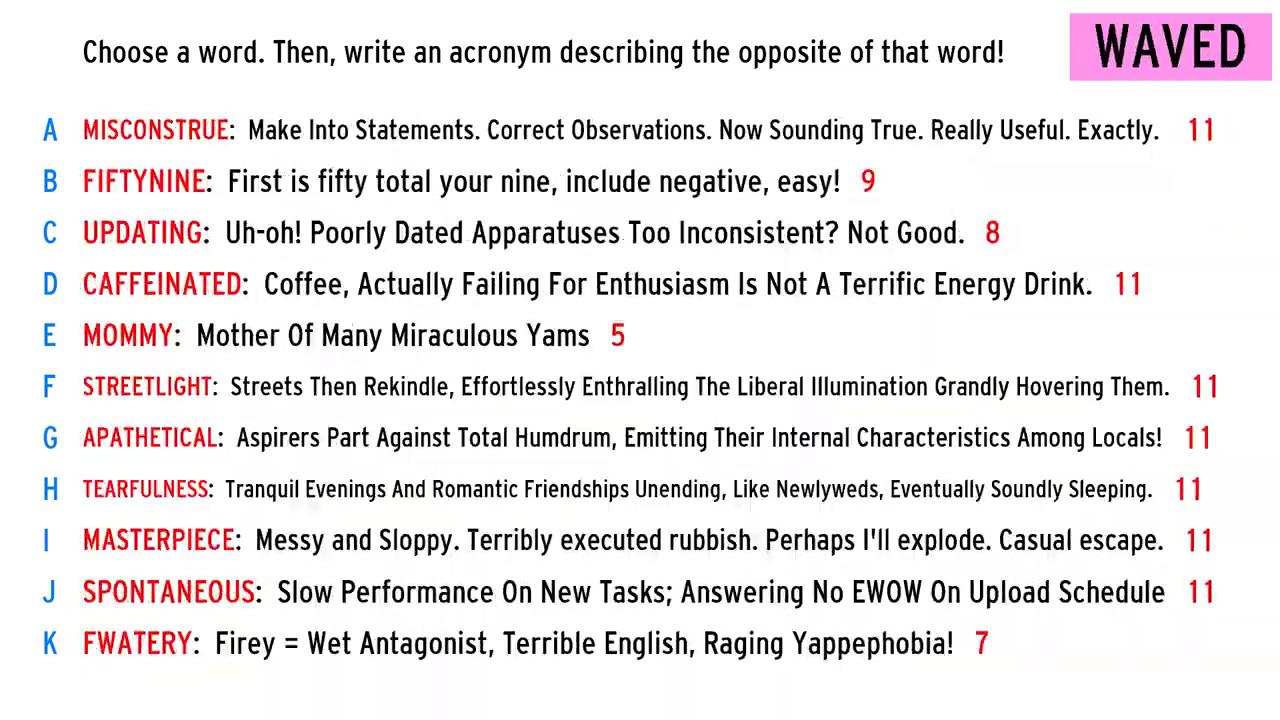 Choose a word. Then, write an acronym describing the opposite of that word!
WAVED
A MISCONSTRUE: Make Into Statements. Correct Observations. Now Sounding True. Really Useful. Exactly. 11
B FIFTYNINE: First is fifty total your nine, include negative, easy! 9
C UPDATING: Uh-oh! Poorly Dated Apparatuses Too Inconsistent? Not Good. 8
D CAFFEINATED: Coffee, Actually Failing For Enthusiasm Is Not A Terrific Energy Drink. 11
E MOMMY: Mother Of Many Miraculous Yams 5
F STREETLIGHT: Streets Then Rekindle, Effortlessly Enthralling The Liberal Illumination Grandly Hovering Them. 11
G APATHETICAL: Aspirers Part Against Total Humdrum, Emitting Their Internal Characteristics Among Locals! 11
H TEARFULNESS: Tranquil Evenings And Romantic Friendships Unending, Like Newlyweds, Eventually Soundly Sleeping. 11
I MASTERPIECE: Messy and Sloppy. Terribly executed rubbish. Perhaps I'll explode. Casual escape. 11
J SPONTANEOUS: Slow Performance On New Tasks; Answering No EWOW On Upload Schedule 11
K FWATERY: Firey = Wet Antagonist, Terrible English, Raging Yappephobia! 7